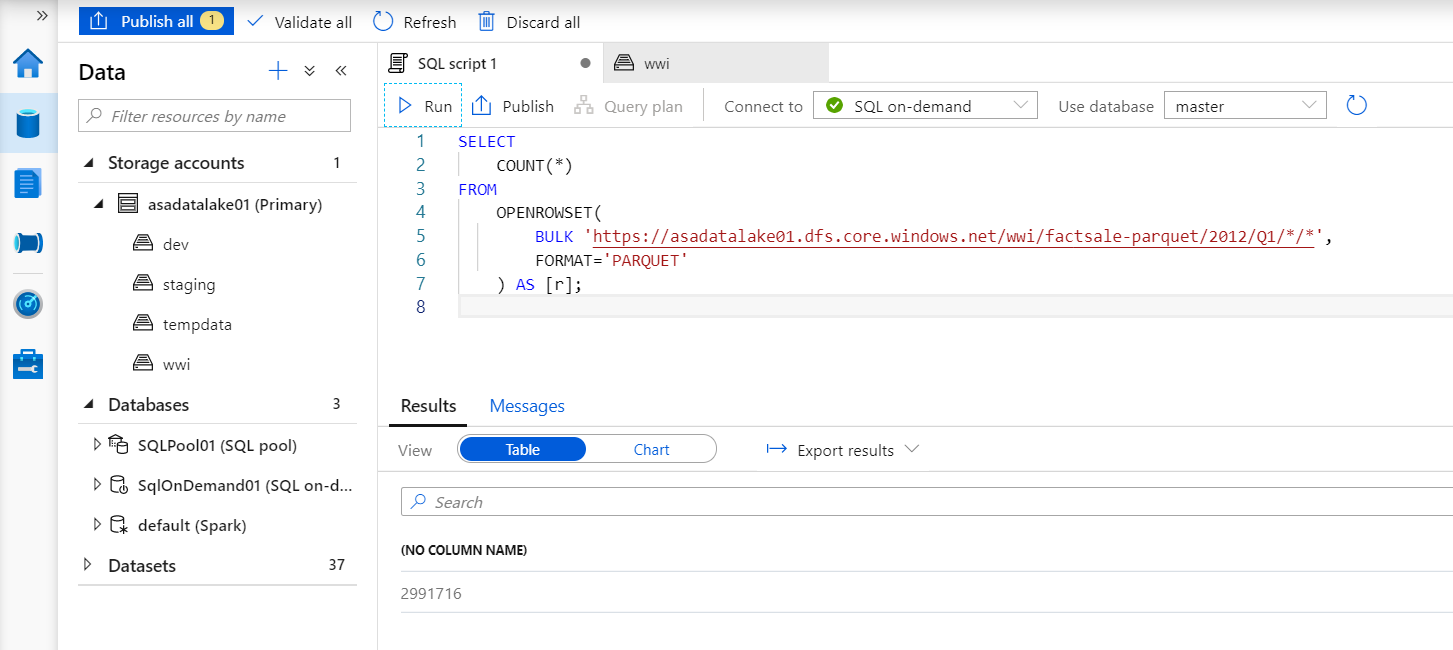 Publish all 1 Validate all Refresh Discard all
Data
Filter resources by name
Storage accounts 1
asadatalake01 (Primary)
dev
staging
tempdata
wwi
Databases 3
SQLPool01 (SQL pool)
SqlOnDemand01 (SQL on-d...
default (Spark)
Datasets 37
SQL script 1 wwi
Run Publish Query plan Connect to SQL on-demand Use database master
1 SELECT
2 COUNT(*)
3 FROM
4 OPENROWSET(
5 BULK 'https://asadatalake01.dfs.core.windows.net/wwi/factsale-parquet/2012/Q1/*/*',
6 FORMAT='PARQUET'
7 ) AS [r];
8
Results Messages
View Table Chart Export results
Search
(NO COLUMN NAME)
2991716